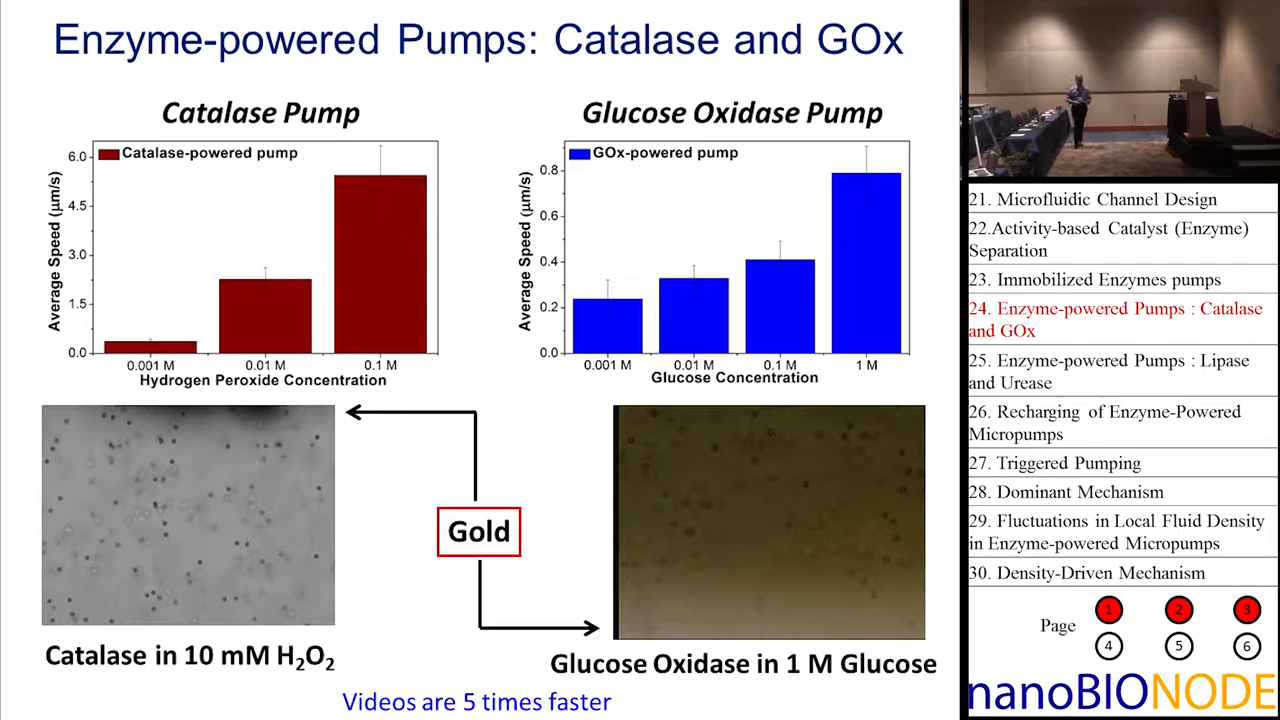 Enzyme-powered Pumps: Catalase and GOx
Catalase Pump
Catalase-powered pump
Average Speed (μm/s)
6.0
4.5
3.0
1.5
0.0
0.001 M
0.01 M
0.1 M
Hydrogen Peroxide Concentration
Glucose Oxidase Pump
GOx-powered pump
Average Speed (μm/s)
0.8
0.6
0.4
0.2
0.0
0.001 M
0.01 M
0.1 M
1 M
Glucose Concentration
Gold
Catalase in 10 mM H₂O₂
Glucose Oxidase in 1 M Glucose
Videos are 5 times faster
21. Microfluidic Channel Design
22.Activity-based Catalyst (Enzyme)
Separation
23. Immobilized Enzymes pumps
24. Enzyme-powered Pumps : Catalase
and GOx
25. Enzyme-powered Pumps : Lipase
and Urease
26. Recharging of Enzyme-Powered
Micropumps
27. Triggered Pumping
28. Dominant Mechanism
29. Fluctuations in Local Fluid Density
in Enzyme-powered Micropumps
30. Density-Driven Mechanism
Page
1 2 3
4 5 6
nanoBIONODE